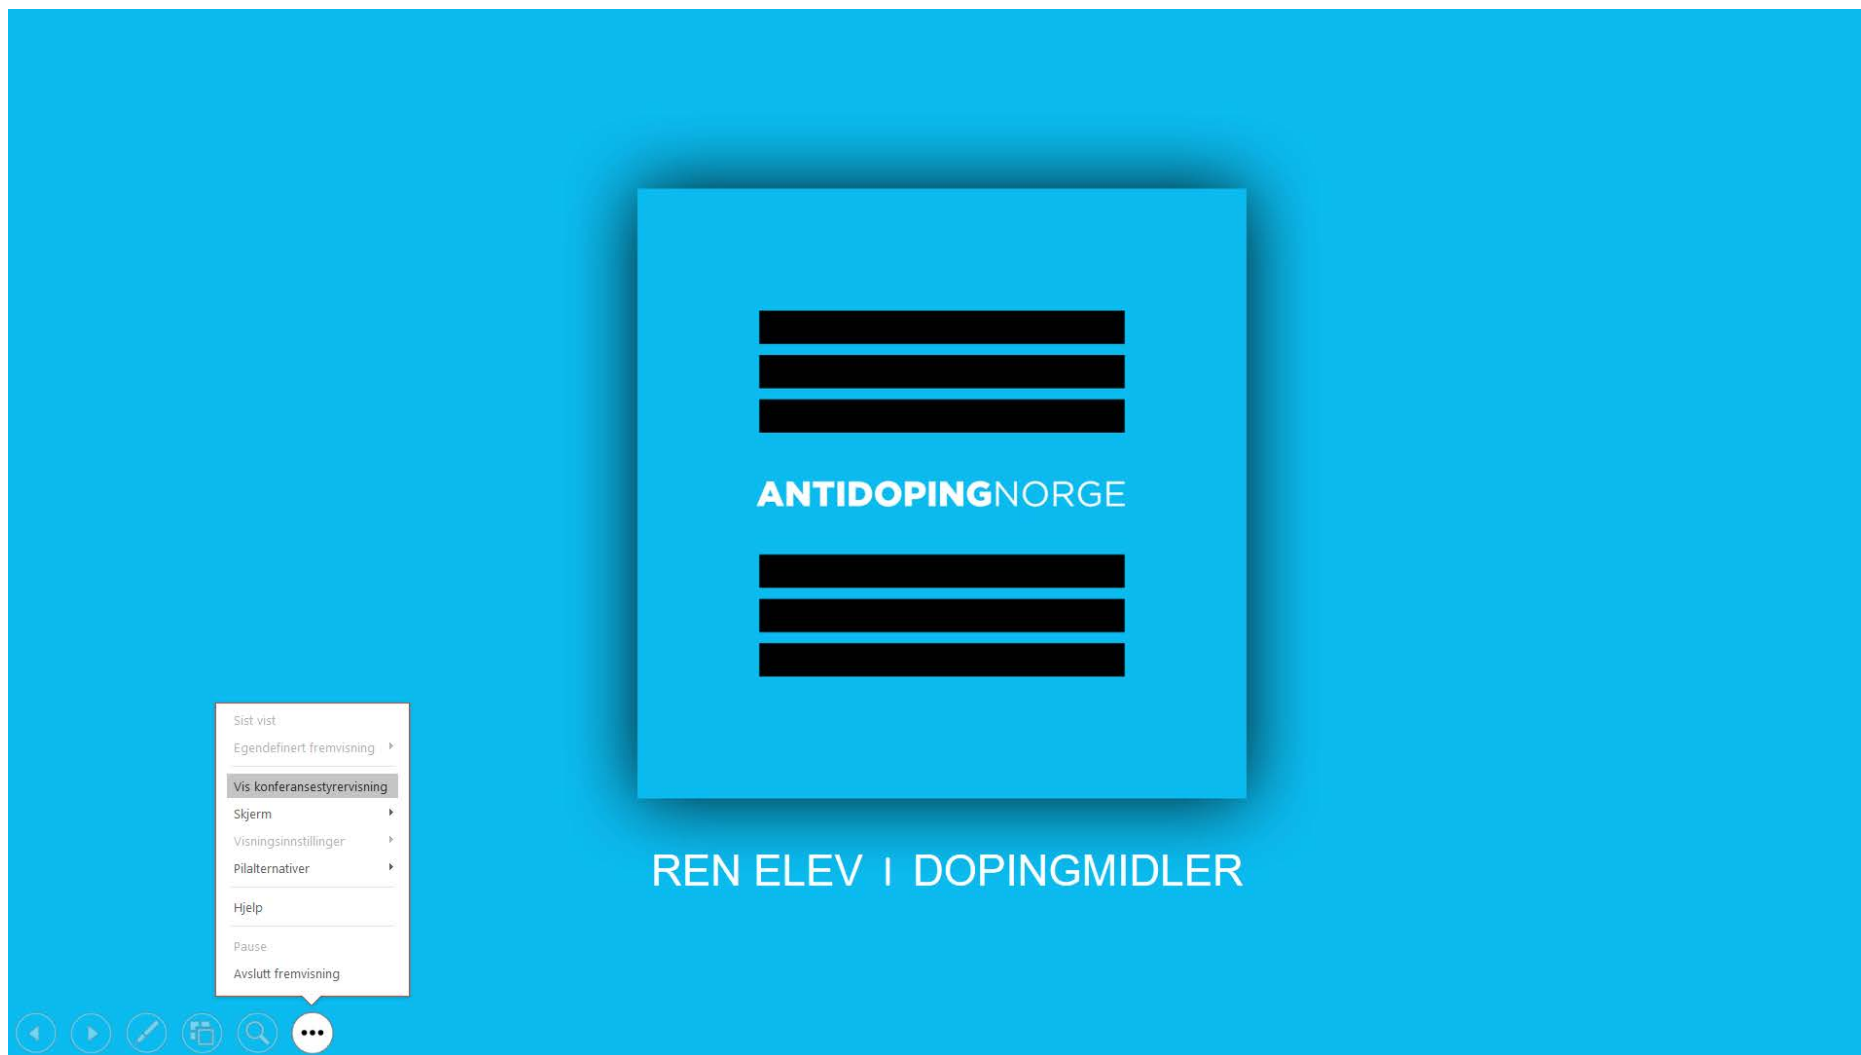 ANTIDOPINGNORGE
REN ELEV I DOPINGMIDLER
Sist vist
Egendefinert fremvisning
Vis konferansestyrervisning
Skjerm
Visningsinnstillinger
Pilalternativer
Hjelp
Pause
Avslutt fremvisning